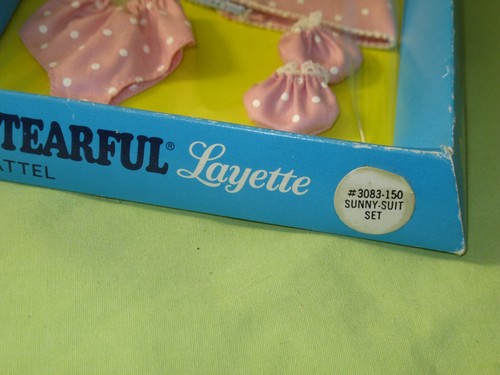 TEARFUL® Layette
ATTEL
#3083-150
SUNNY-SUIT
SET